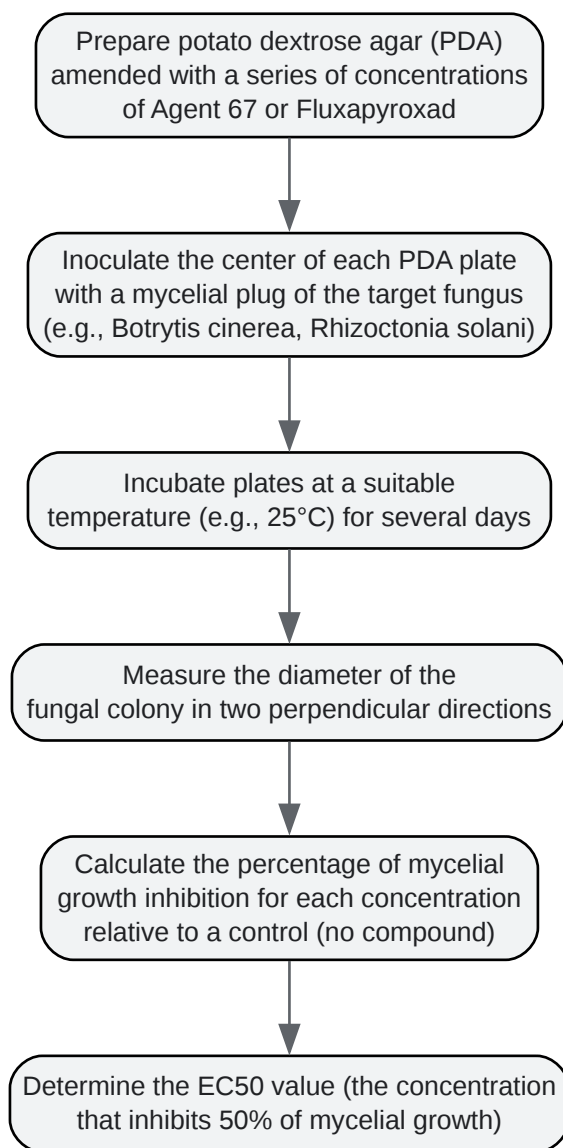 Prepare potato dextrose agar (PDA)
amended with a series of concentrations
of Agent 67 or Fluxapyroxad
Inoculate the center of each PDA plate
with a mycelial plug of the target fungus
(e.g., Botrytis cinerea, Rhizoctonia solani)
Incubate plates at a suitable
temperature (e.g., 25°C) for several days
Measure the diameter of the
fungal colony in two perpendicular directions
Calculate the percentage of mycelial
growth inhibition for each concentration
relative to a control (no compound)
Determine the EC50 value (the concentration
that inhibits 50% of mycelial growth)